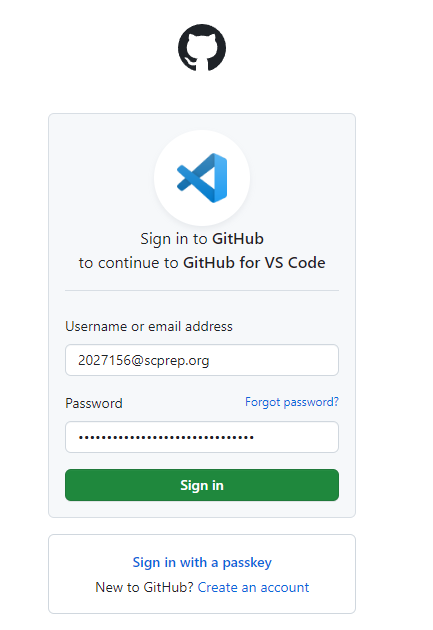 Sign in to GitHub
to continue to GitHub for VS Code
Username or email address
2027156@scprep.org
Password Forgot password?
•••••••••••••••••••••••••••••••
Sign in
Sign in with a passkey
New to GitHub? Create an account